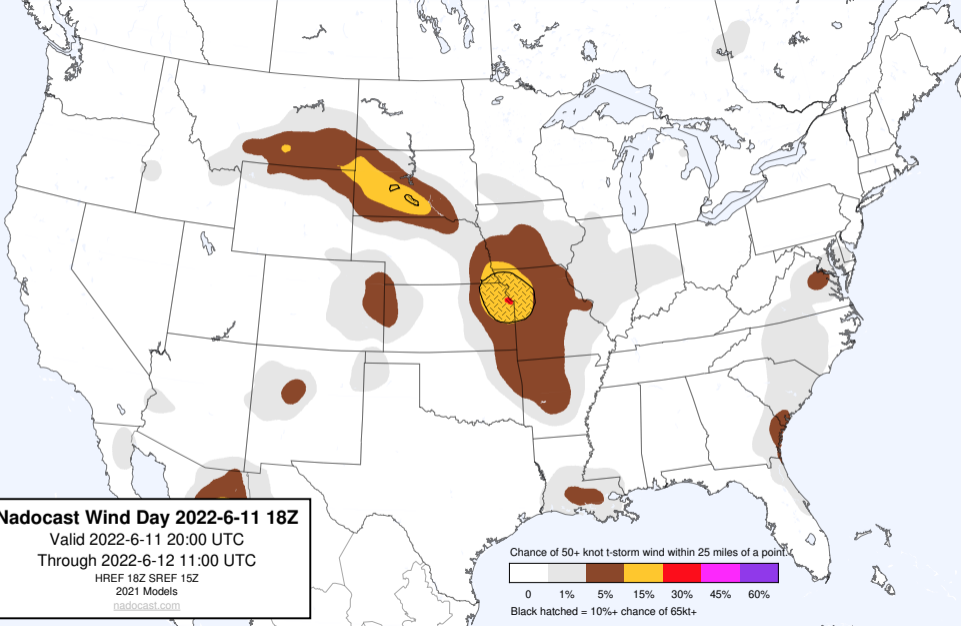 Nadocast Wind Day 2022-6-11 18Z
Valid 2022-6-11 20:00 UTC
Through 2022-6-12 11:00 UTC
HREF 18Z SREF 15Z
2021 Models
nadocast.com
Chance of 50+ knot t-storm wind within 25 miles of a point.
0 1% 5% 15% 30% 45% 60%
Black hatched = 10%+ chance of 65kt+